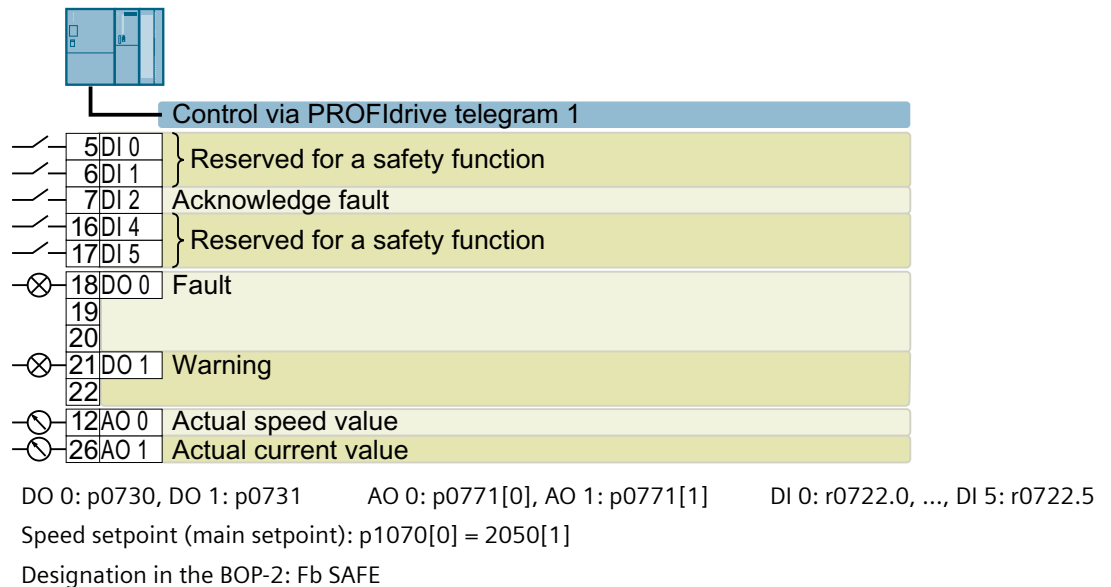 Control via PROFIdrive telegram 1
5 DI 0
6 DI 1
Reserved for a safety function
7 DI 2 Acknowledge fault
16 DI 4
17 DI 5
Reserved for a safety function
18 DO 0 Fault
19
20
21 DO 1 Warning
22
12 AO 0 Actual speed value
26 AO 1 Actual current value
DO 0: p0730, DO 1: p0731 AO 0: p0771[0], AO 1: p0771[1] DI 0: r0722.0, ..., DI 5: r0722.5
Speed setpoint (main setpoint): p1070[0] = 2050[1]
Designation in the BOP-2: Fb SAFE